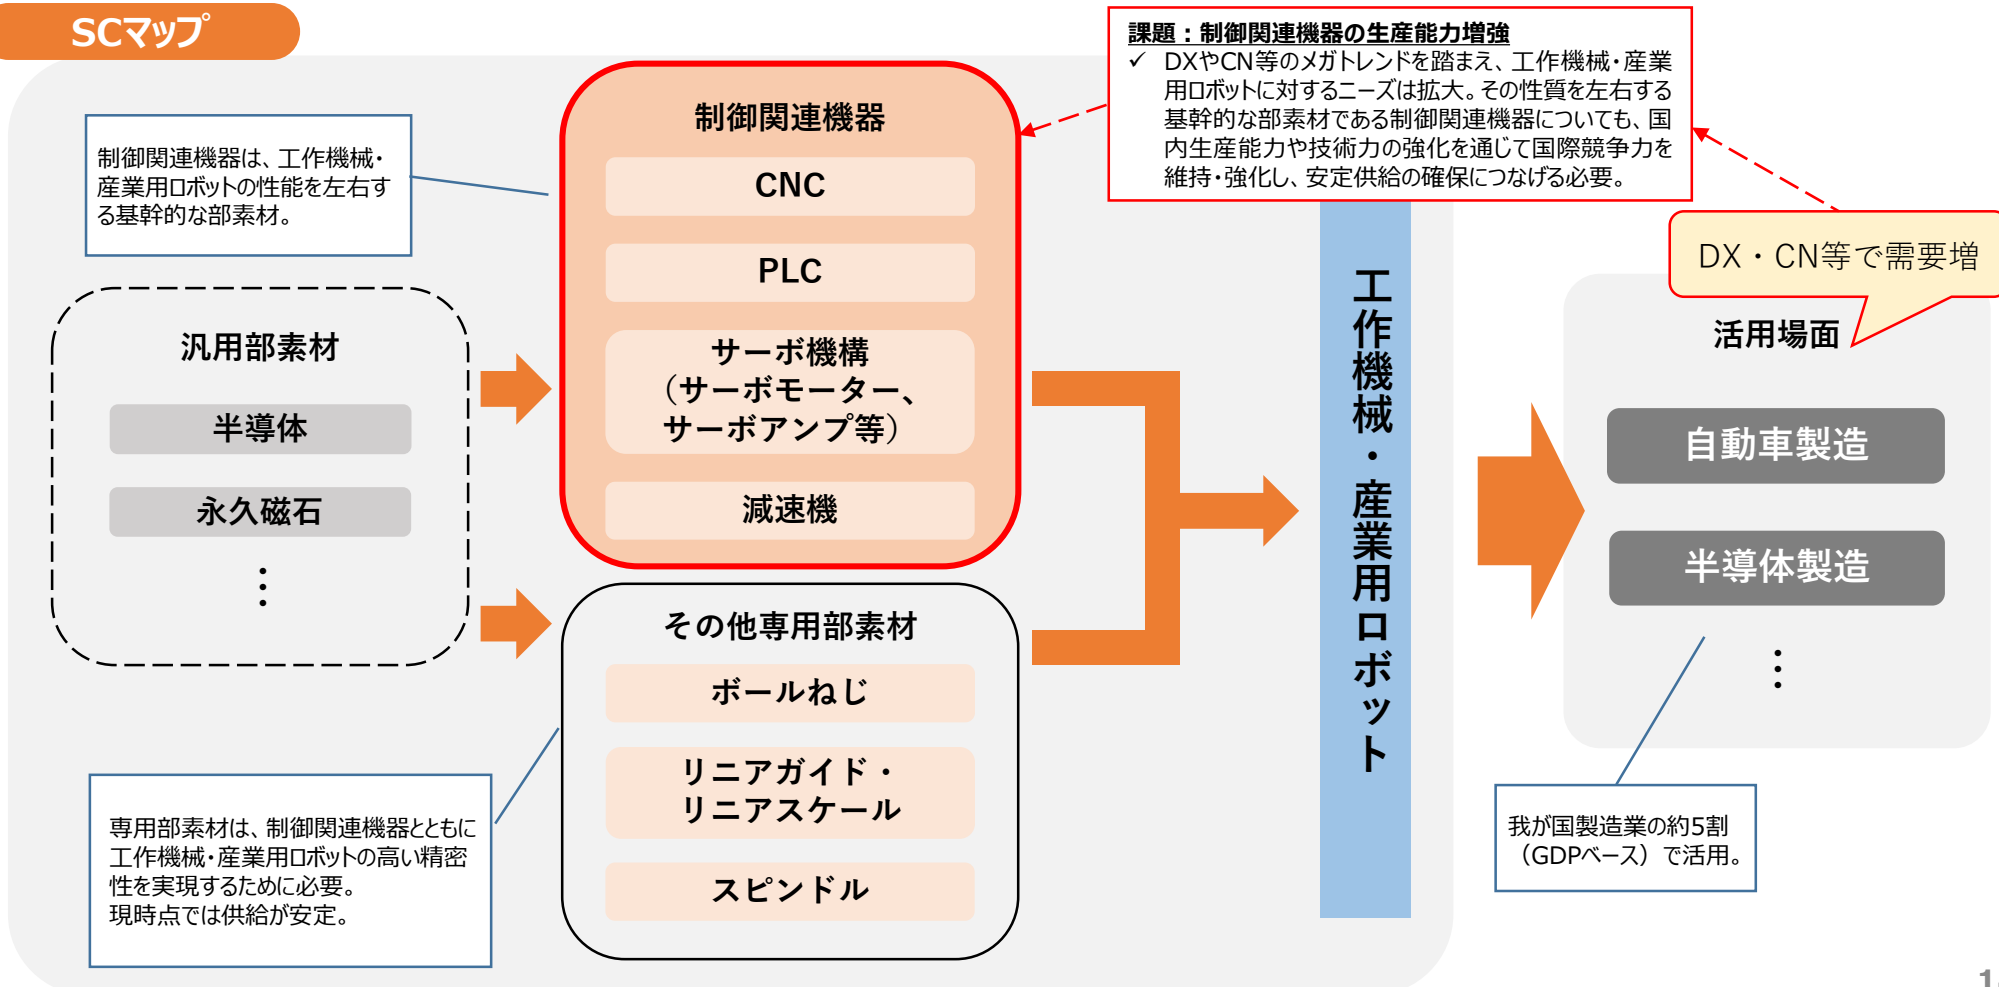 SCマップ
課題：制御関連機器の生産能力増強
✓ DXやCN等のメガトレンドを踏まえ、工作機械・産業
用ロボットに対するニーズは拡大。その性質を左右する
基幹的な部素材である制御関連機器についても、国
内生産能力や技術力の強化を通じて国際競争力を
維持・強化し、安定供給の確保につなげる必要。
制御関連機器は、工作機械・
産業用ロボットの性能を左右す
る基幹的な部素材。
汎用部素材
半導体
永久磁石
⋮
制御関連機器
CNC
PLC
サーボ機構
（サーボモーター、
サーボアンプ等）
減速機
その他専用部素材
ボールねじ
リニアガイド・
リニアスケール
スピンドル
専用部素材は、制御関連機器とともに
工作機械・産業用ロボットの高い精密
性を実現するために必要。
現時点では供給が安定。
工作機械・産業用ロボット
DX・CN等で需要増
活用場面
自動車製造
半導体製造
⋮
我が国製造業の約5割
（GDPベース）で活用。